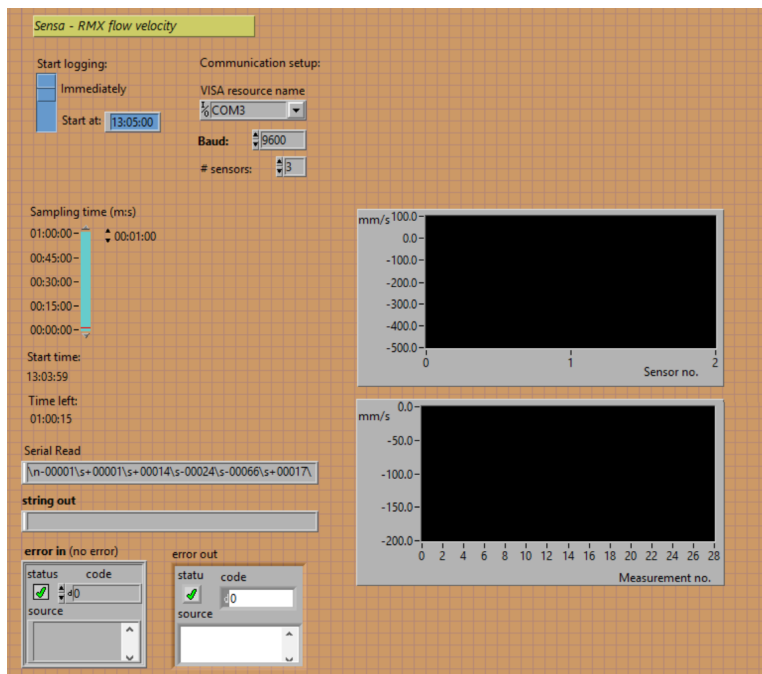 Sensa - RMX flow velocity
Start logging:
Immediately
Start at: 13:05:00
Communication setup:
VISA resource name
I/O COM3
Baud: 9600
# sensors: 3
Sampling time (m:s)
01:00:00
00:45:00
00:30:00
00:15:00
00:00:00
00:01:00
Start time:
13:03:59
Time left:
01:00:15
Serial Read
\n-00001\s+00001\s+00014\s-00024\s-00066\s+00017\
string out
error in (no error)
status code
d0
source
error out
statu code
d0
source
mm/s
100.0
0.0
-100.0
-200.0
-300.0
-400.0
-500.0
0 1 2
Sensor no.
mm/s
0.0
-50.0
-100.0
-150.0
-200.0
0 2 4 6 8 10 12 14 16 18 20 22 24 26 28
Measurement no.